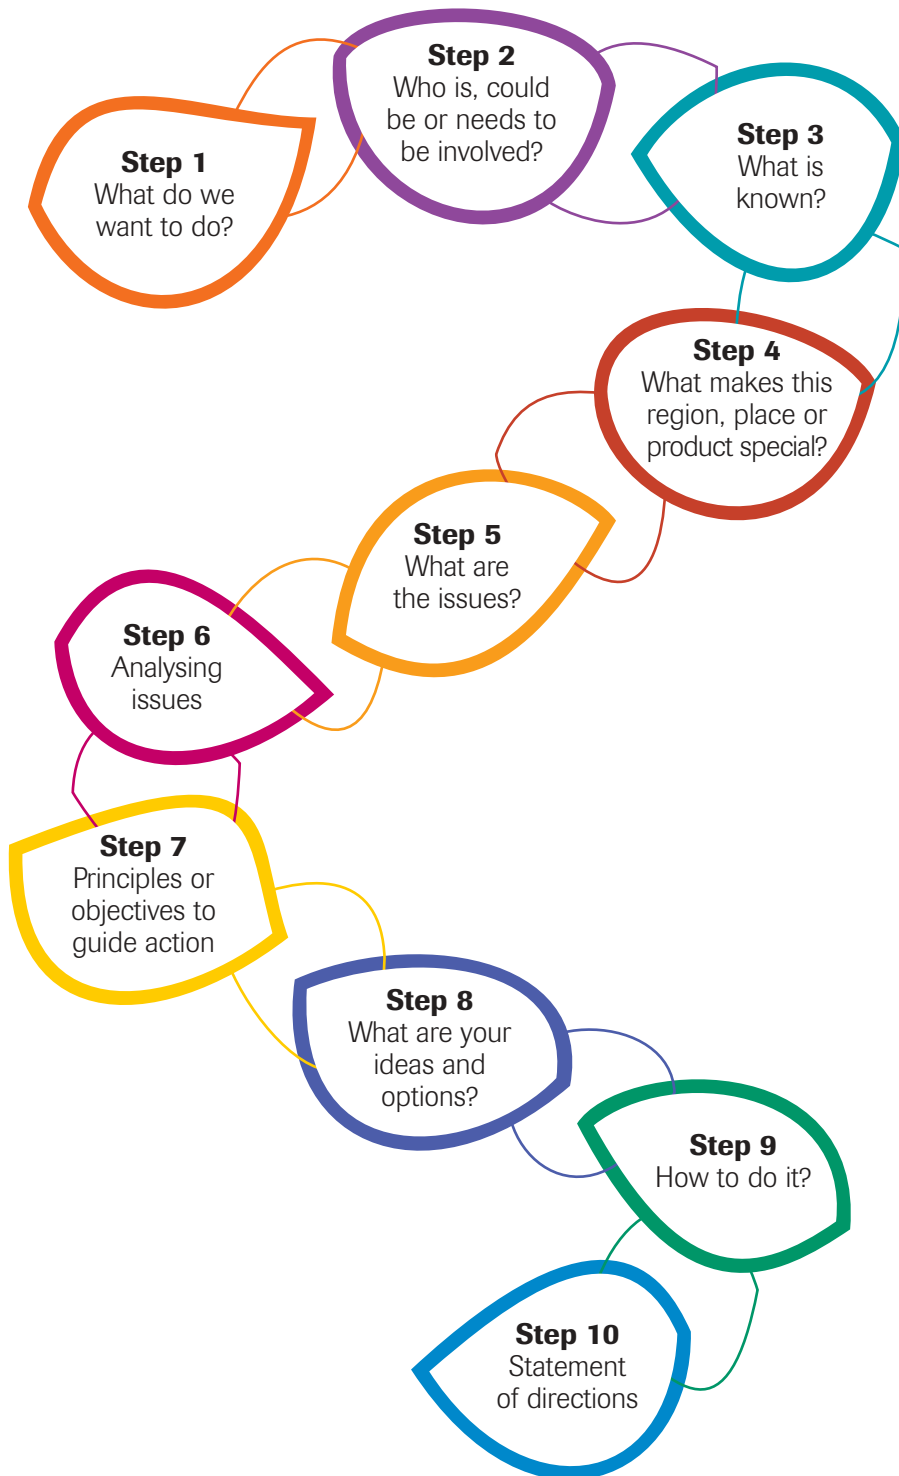 Step 1
What do we
want to do?
Step 2
Who is, could
be or needs to
be involved?
Step 3
What is
known?
Step 4
What makes this
region, place or
product special?
Step 5
What are
the issues?
Step 6
Analysing
issues
Step 7
Principles or
objectives to
guide action
Step 8
What are your
ideas and
options?
Step 9
How to do it?
Step 10
Statement
of directions